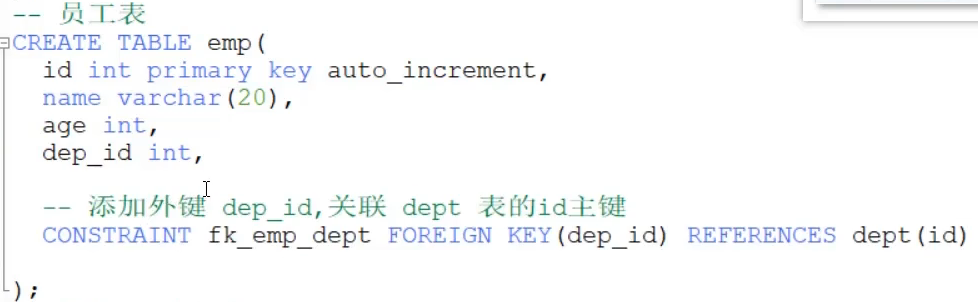 -- 员工表
CREATE TABLE emp(
id int primary key auto_increment,
name varchar(20),
age int,
dep_id int,
-- 添加外键 dep_id,关联 dept 表的id主键
CONSTRAINT fk_emp_dept FOREIGN KEY(dep_id) REFERENCES dept(id)
);